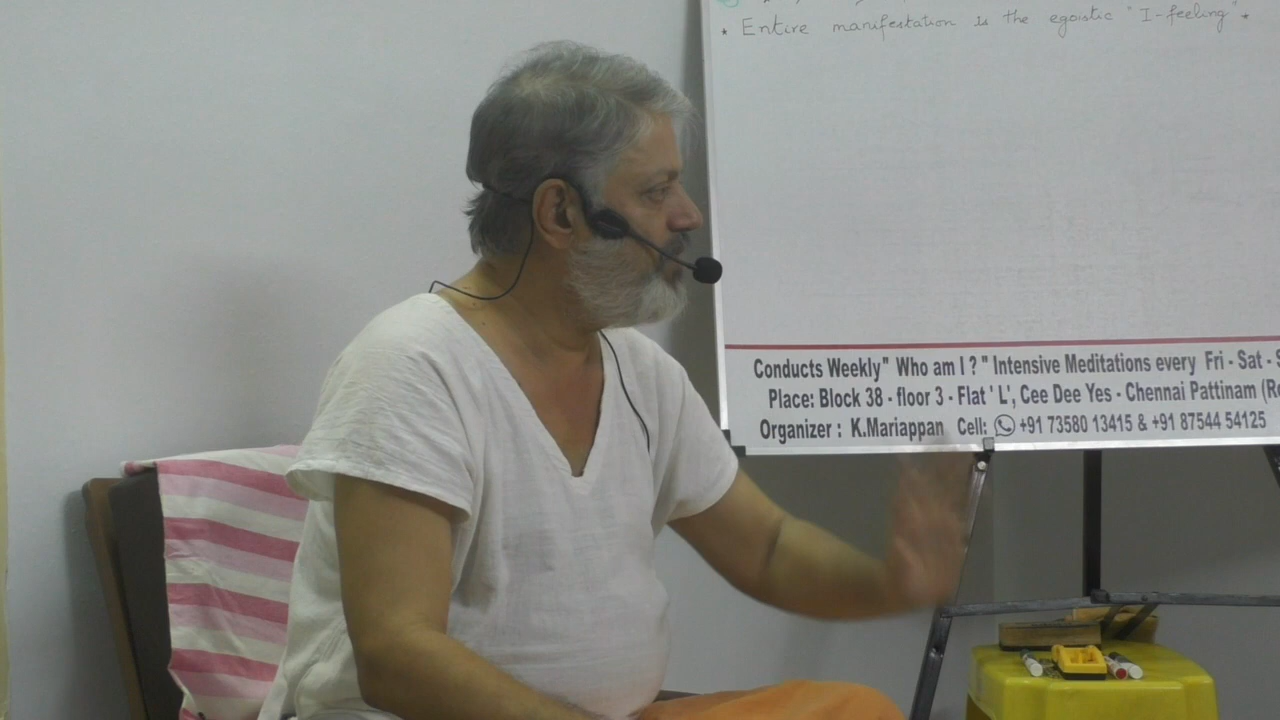 * Entire manifestation is the egoistic "I-feeling" *
Conducts Weekly" Who am I ? " Intensive Meditations every Fri - Sat -
Place: Block 38 - floor 3 - Flat ' L', Cee Dee Yes - Chennai Pattinam
Organizer : K.Mariappan Cell: +91 73580 13415 & +91 87544 54125